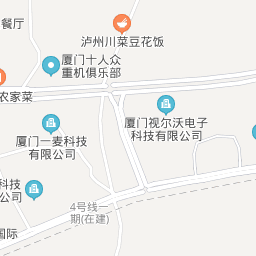 餐厅
泸州川菜豆花饭
厦门十人众
重机俱乐部
农家菜
厦门视尔沃电子
科技有限公司
厦门一麦科技
有限公司
科技
公司
4号线一
期(在建)
国际